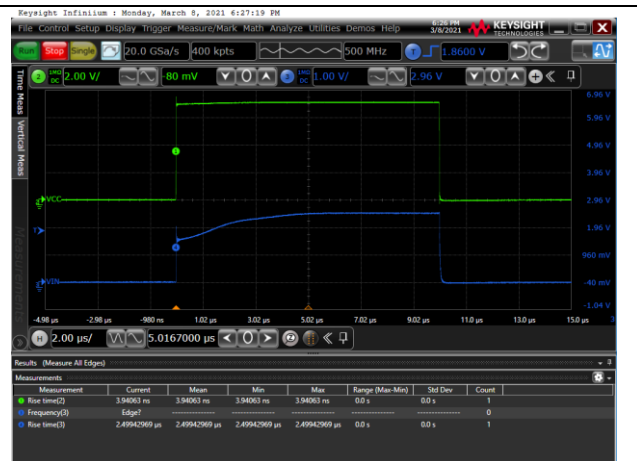 Keysight Infiniium : Monday, March 8, 2021 6:27:19 PM
File Control Setup Display Trigger Measure/Mark Math Analyze Utilities Demos Help 6:26 PM 3/8/2021 KEYSIGHT TECHNOLOGIES
Run Stop Single 20.0 GSa/s 400 kpts 500 MHz T 1.8600 V
2 1MΩ DC 2.00 V/ -80 mV 3 1MΩ DC 1.00 V/ 2.96 V
Time Meas
Vertical Meas
Measurements
6.96 V
5.96 V
4.96 V
3.96 V
VCC 2.96 V
1.96 V
960 mV
VIN -40 mV
-1.04 V
-4.98 µs -2.98 µs -980 ns 1.02 µs 3.02 µs 5.02 µs 7.02 µs 9.02 µs 11.0 µs 13.0 µs 15.0 µs 3
H 2.00 µs/ 5.0167000 µs 0
Results (Measure All Edges)
Measurements
Measurement Current Mean Min Max Range (Max-Min) Std Dev Count
Rise time(2) 3.94063 ns 3.94063 ns 3.94063 ns 3.94063 ns 0.0 s 0.0 s 1
Frequency(3) Edge? 0
Rise time(3) 2.49942969 µs 2.49942969 µs 2.49942969 µs 2.49942969 µs 0.0 s 0.0 s 1